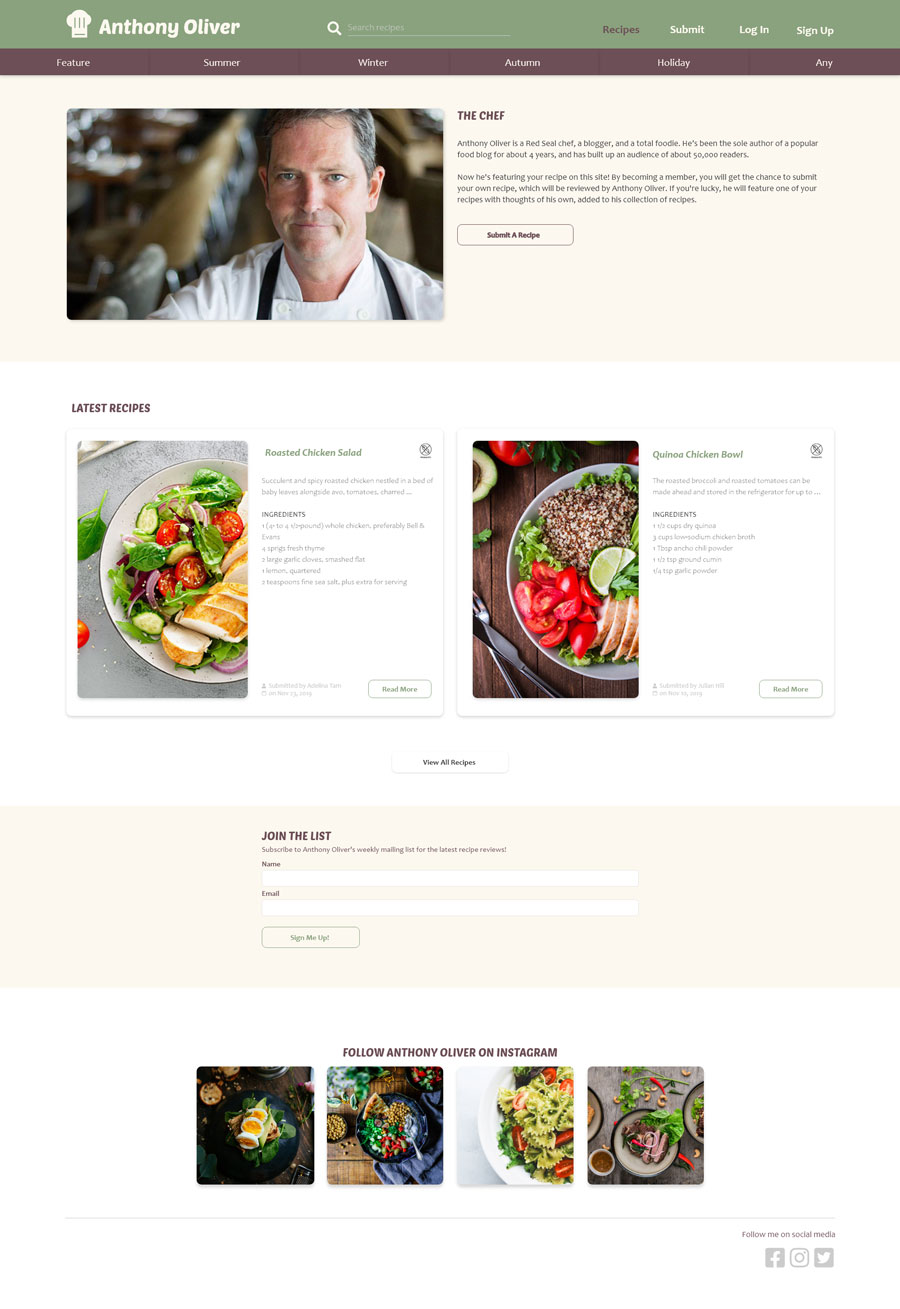 Anthony Oliver
Search recipes
Recipes
Submit
Log In
Sign Up
Feature
Summer
Winter
Autumn
Holiday
Any
THE CHEF
Anthony Oliver is a Red Seal chef, a blogger, and a total foodie. He's been the sole author of a popular
food blog for about 4 years, and has built up an audience of about 50,000 readers.
Now he's featuring your recipe on this site! By becoming a member, you will get the chance to submit
your own recipe, which will be reviewed by Anthony Oliver. If you're lucky, he will feature one of your
recipes with thoughts of his own, added to his collection of recipes.
Submit A Recipe
LATEST RECIPES
Roasted Chicken Salad
Succulent and spicy roasted chicken nestled in a bed of
baby leaves alongside avo, tomatoes, charred ...
INGREDIENTS
1 (4- to 4 1/2-pound) whole chicken, preferably Bell &
Evans
4 sprigs fresh thyme
2 large garlic cloves, smashed flat
1 lemon, quartered
2 teaspoons fine sea salt, plus extra for serving
Submitted by Adelina Tam
on Nov 23, 2019
Read More
Quinoa Chicken Bowl
The roasted broccoli and roasted tomatoes can be
made ahead and stored in the refrigerator for up to ...
INGREDIENTS
1 1/2 cups dry quinoa
3 cups low-sodium chicken broth
1 Tbsp ancho chili powder
1 1/2 tsp ground cumin
1/4 tsp garlic powder
Submitted by Julian Hill
on Nov 10, 2019
Read More
View All Recipes
JOIN THE LIST
Subscribe to Anthony Oliver's weekly mailing list for the latest recipe reviews!
Name
Email
Sign Me Up!
FOLLOW ANTHONY OLIVER ON INSTAGRAM
Follow me on social media